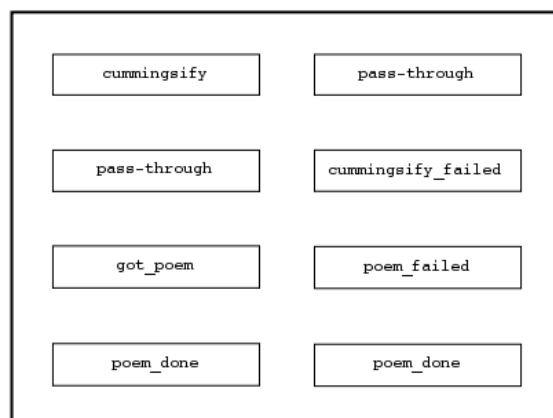 cummingsify pass-through
pass-through cummingsify_failed
got_poem poem_failed
poem_done poem_done